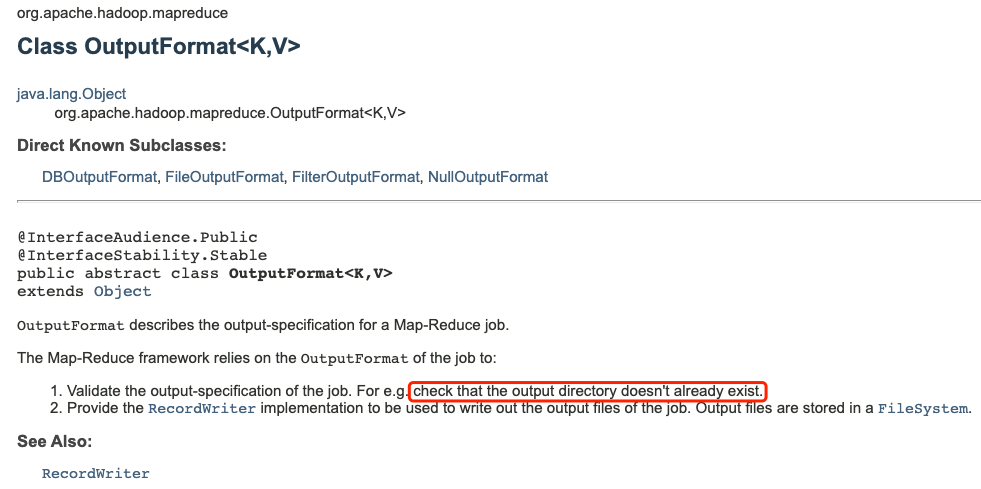 org.apache.hadoop.mapreduce
Class OutputFormat<K,V>
java.lang.Object
org.apache.hadoop.mapreduce.OutputFormat<K,V>
Direct Known Subclasses:
DBOutputFormat, FileOutputFormat, FilterOutputFormat, NullOutputFormat
@InterfaceAudience.Public
@InterfaceStability.Stable
public abstract class OutputFormat<K,V>
extends Object
OutputFormat describes the output-specification for a Map-Reduce job.
The Map-Reduce framework relies on the OutputFormat of the job to:
1. Validate the output-specification of the job. For e.g. check that the output directory doesn't already exist.
2. Provide the RecordWriter implementation to be used to write out the output files of the job. Output files are stored in a FileSystem.
See Also:
RecordWriter